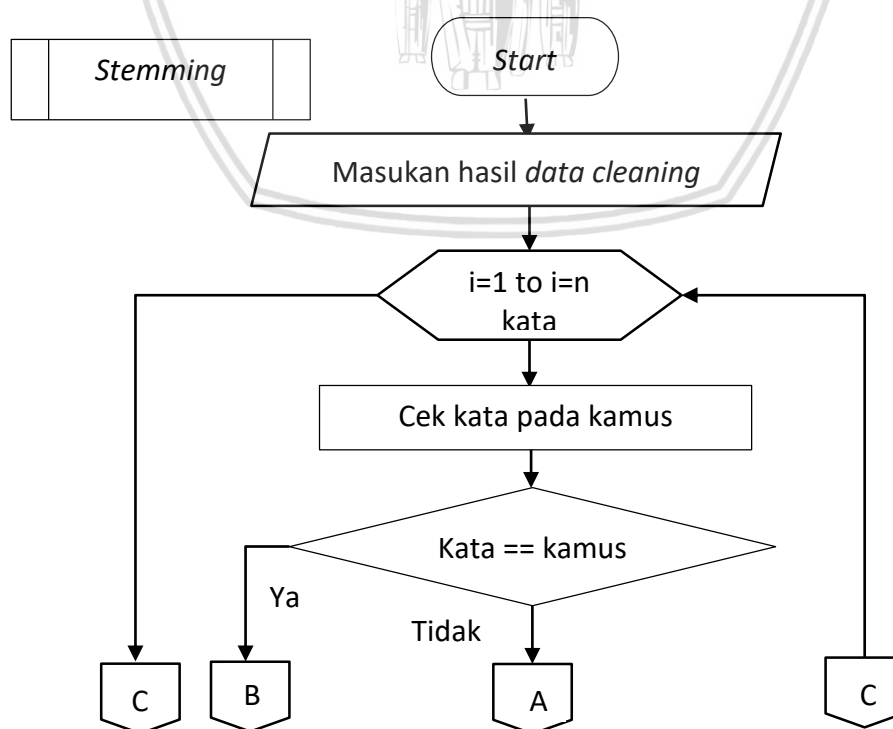 Stemming
Start
Masukan hasil data cleaning
i=1 to i=n
kata
Cek kata pada kamus
Kata == kamus
Ya
Tidak
C
B
A
C